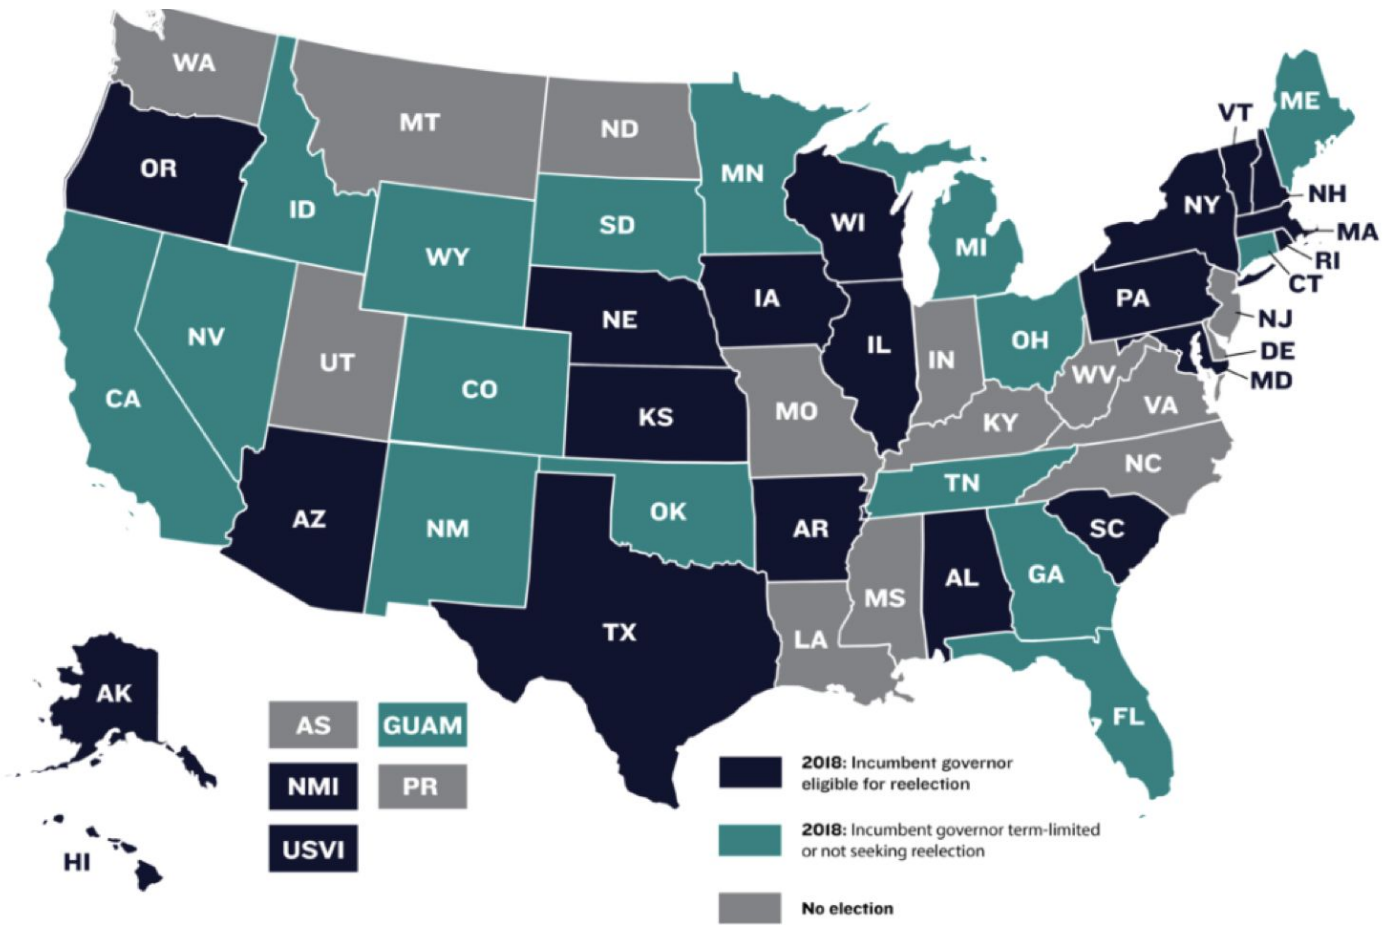 WA
MT
ND
MN
ME
VT
OR
ID
SD
WI
NY
NH
MA
RI
CT
WY
MI
NE
IA
PA
NJ
NV
UT
CO
IL
IN
OH
DE
MD
CA
KS
MO
WV
VA
KY
NC
AZ
NM
OK
AR
TN
SC
MS
AL
GA
TX
LA
FL
AK
HI
AS GUAM
NMI PR
USVI
2018: Incumbent governor
eligible for reelection
2018: Incumbent governor term-limited
or not seeking reelection
No election